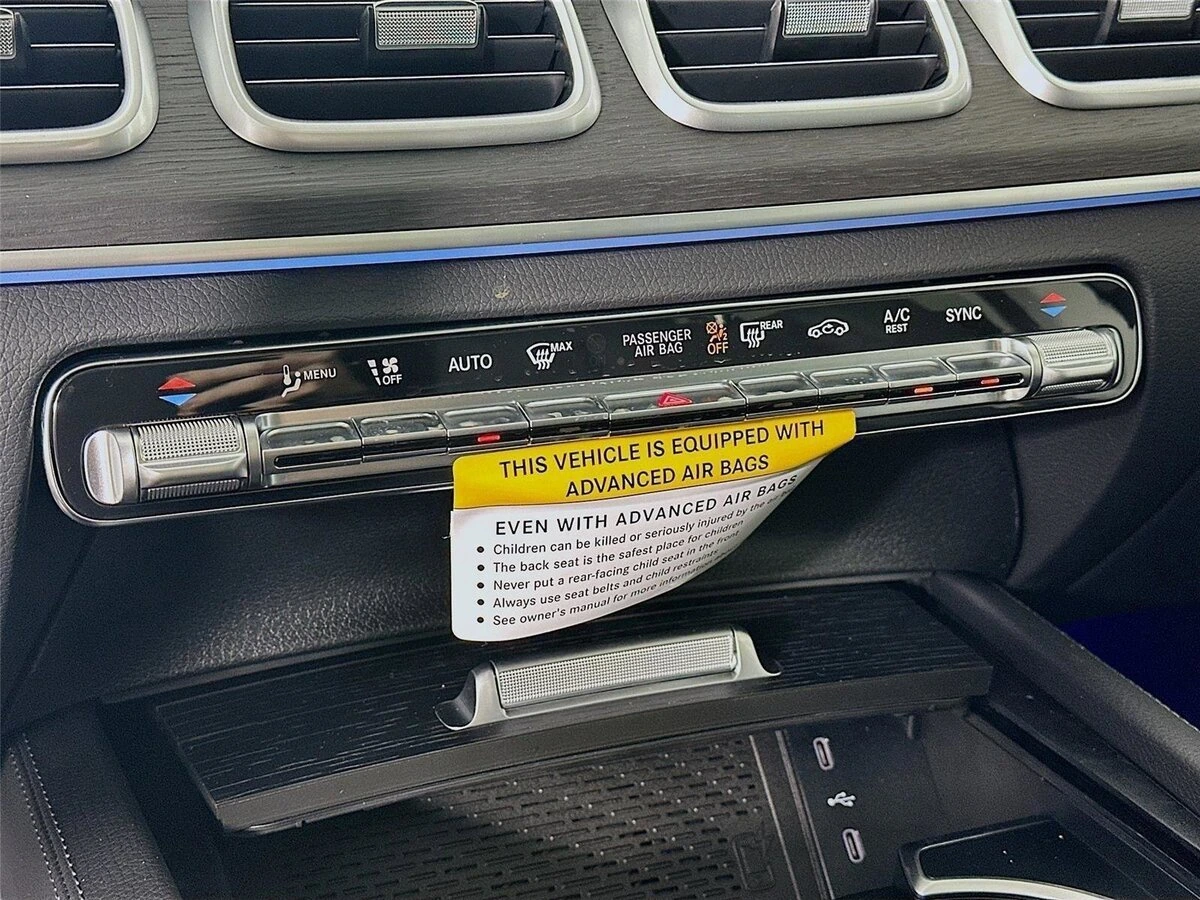 MENU
OFF
AUTO
MAX
PASSENGER
AIR BAG
OFF
REAR
A/C
REST
SYNC
THIS VEHICLE IS EQUIPPED WITH
ADVANCED AIR BAGS
EVEN WITH ADVANCED AIR BAGS
• Children can be killed or seriously injured by the air
• The back seat is the safest place for children
• Never put a rear-facing child seat in the front
• Always use seat belts and child restraints
• See owner's manual for more information